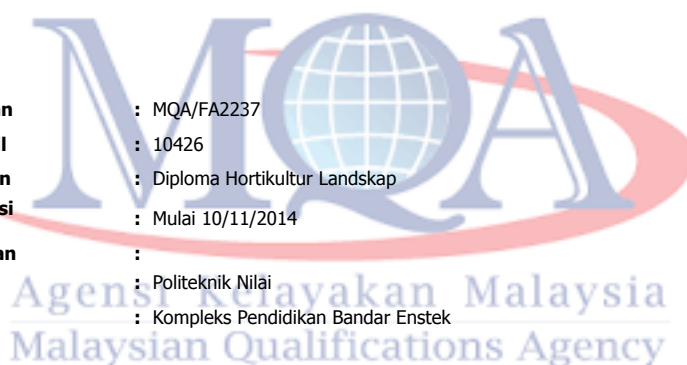 MQA
an : MQA/FA2237
l : 10426
n : Diploma Hortikultur Landskap
si
: Mulai 10/11/2014
an :
: Politeknik Nilai
Agensi Kelayakan Malaysia
: Kompleks Pendidikan Bandar Enstek
Malaysian Qualifications Agency